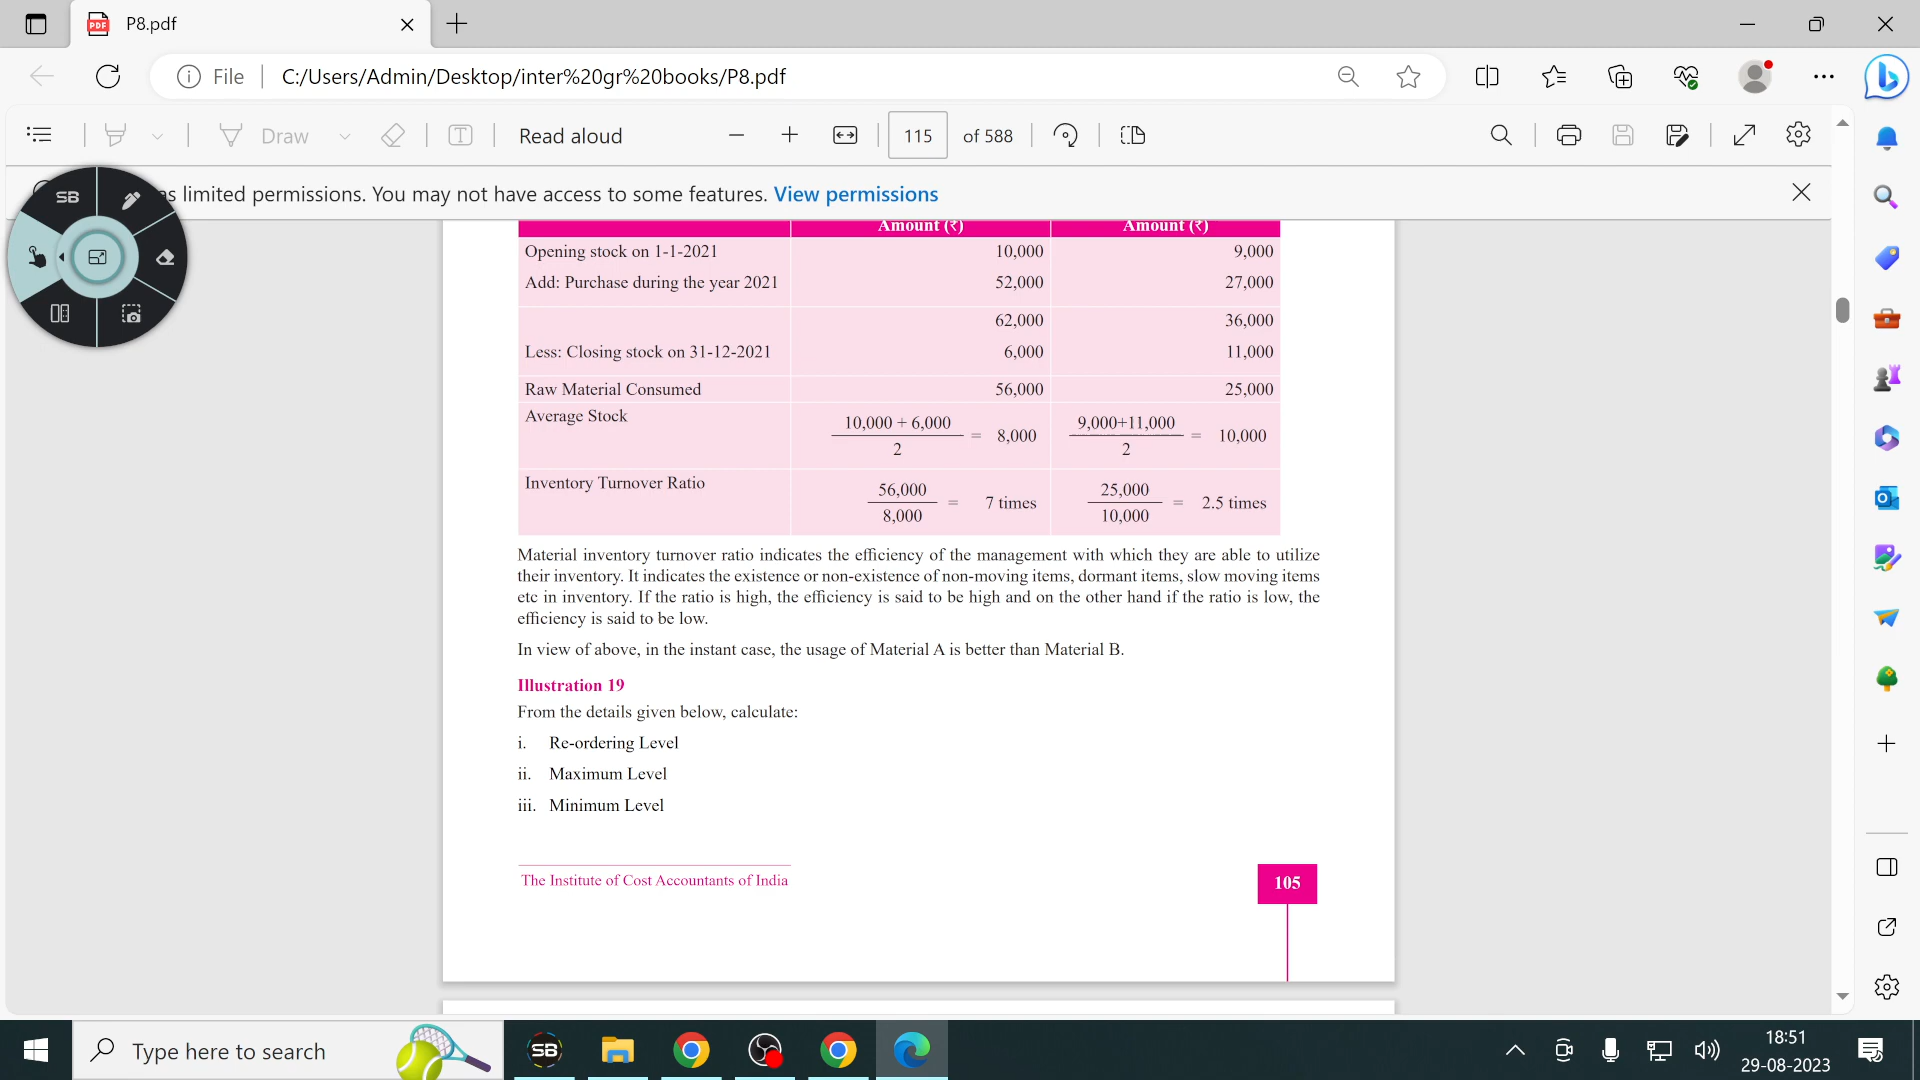 P8.pdf
File
C:/Users/Admin/Desktop/inter%20gr%20books/P8.pdf
Draw
T
Read aloud
115 of 588
SB
as limited permissions. You may not have access to some features. View permissions
Amount (₹) Amount (₹)
Opening stock on 1-1-2021 10,000 9,000
Add: Purchase during the year 2021 52,000 27,000
62,000 36,000
Less: Closing stock on 31-12-2021 6,000 11,000
Raw Material Consumed 56,000 25,000
Average Stock
10,000 + 6,000 9,000+11,000
= 8,000 = 10,000
2 2
Inventory Turnover Ratio
56,000 25,000
= 7 times = 2.5 times
8,000 10,000
Material inventory turnover ratio indicates the efficiency of the management with which they are able to utilize
their inventory. It indicates the existence or non-existence of non-moving items, dormant items, slow moving items
etc in inventory. If the ratio is high, the efficiency is said to be high and on the other hand if the ratio is low, the
efficiency is said to be low.
In view of above, in the instant case, the usage of Material A is better than Material B.
Illustration 19
From the details given below, calculate:
i. Re-ordering Level
ii. Maximum Level
iii. Minimum Level
The Institute of Cost Accountants of India
105
Type here to search
SB
18:51
29-08-2023